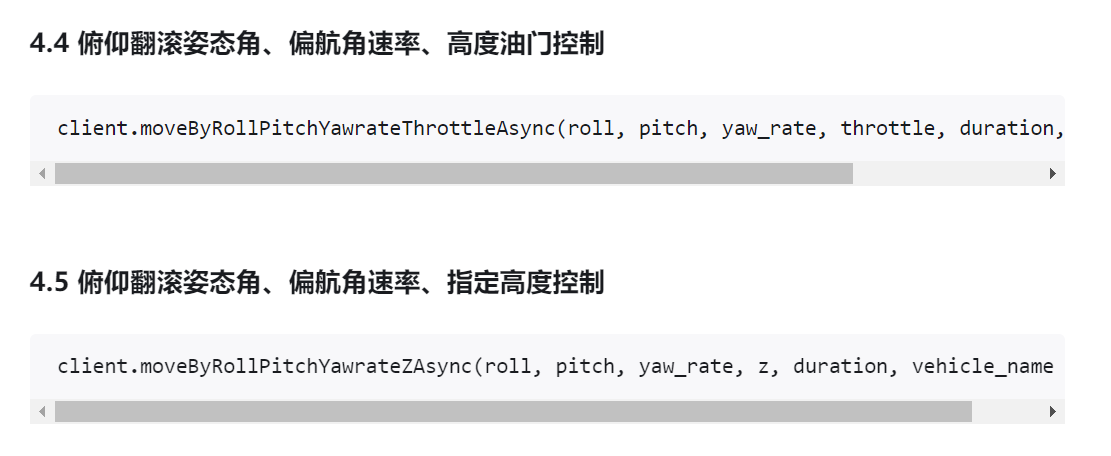 4.4 俯仰翻滚姿态角、偏航角速率、高度油门控制
client.moveByRollPitchYawrateThrottleAsync(roll, pitch, yaw_rate, throttle, duration,
4.5 俯仰翻滚姿态角、偏航角速率、指定高度控制
client.moveByRollPitchYawrateZAsync(roll, pitch, yaw_rate, z, duration, vehicle_name